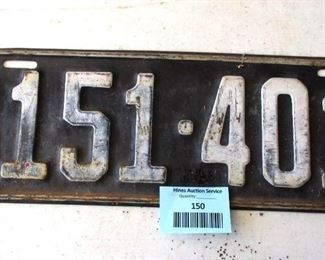 151·40
Hines Auction Service
Quantity
150